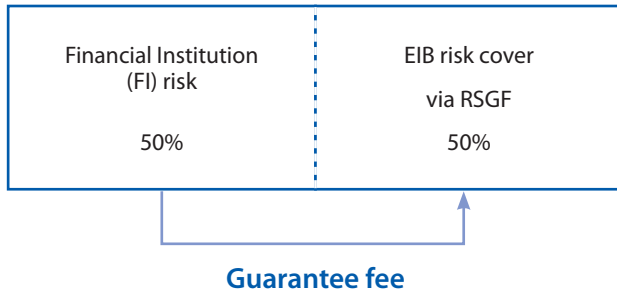 Financial Institution
(FI) risk
50%
EIB risk cover
via RSGF
50%
Guarantee fee